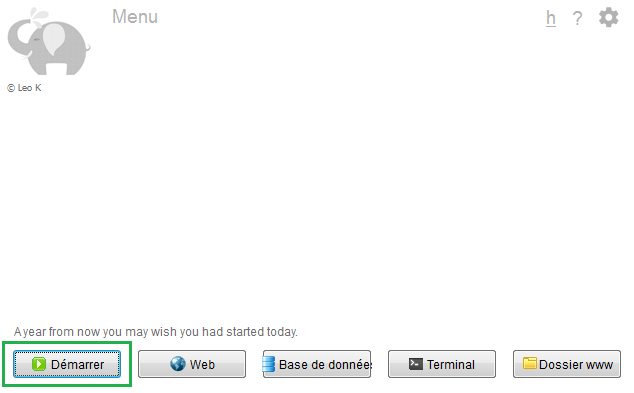 Menu
h ?
© Leo K
A year from now you may wish you had started today.
Démarrer Web Base de donnée Terminal Dossier www